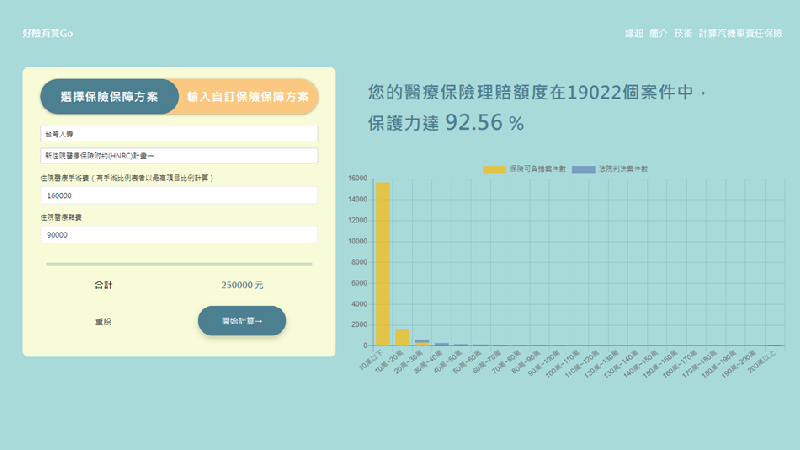 好險有賀Go
緣起 簡介 技術 計算汽機車責任保險
選擇保險保障方案 輸入自訂保險保障方案
台灣人壽
新住院醫療保險附約(HNRC)計畫一
住院醫療手術費（有手術比例表者以最高項目比例計算）
160000
住院醫療雜費
90000
合計 250000 元
重設 開始計算→
您的醫療保險理賠額度在19022個案件中，
保護力達 92.56 %
保險可負擔案件數 法院判決案件數
16000
14000
12000
10000
8000
6000
4000
2000
0
10萬以下 10萬~20萬 20萬~30萬 30萬~40萬 40萬~50萬 50萬~60萬 60萬~70萬 70萬~80萬 80萬~90萬 90萬~100萬 100萬~110萬 110萬~120萬 120萬~130萬 130萬~140萬 140萬~150萬 150萬~160萬 160萬~170萬 170萬~180萬 180萬~190萬 190萬~200萬 200萬以上